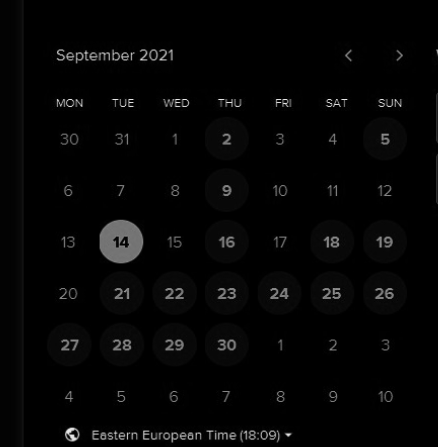 September 2021
MON TUE WED THU FRI SAT SUN
30 31 1 2 3 4 5
6 7 8 9 10 11 12
13 14 15 16 17 18 19
20 21 22 23 24 25 26
27 28 29 30 1 2 3
4 5 6 7 8 9 10
Eastern European Time (18:09)